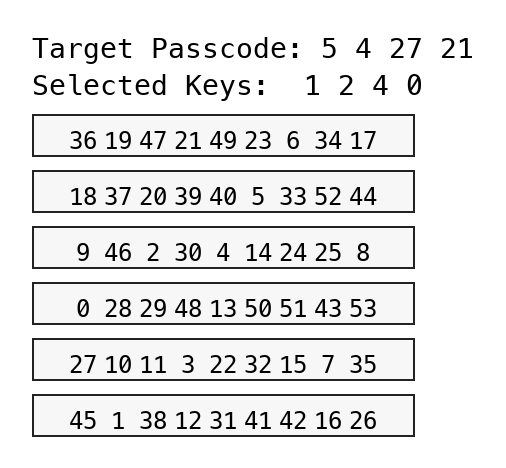 Target Passcode: 5 4 27 21
Selected Keys: 1 2 4 0
36 19 47 21 49 23 6 34 17
18 37 20 39 40 5 33 52 44
9 46 2 30 4 14 24 25 8
0 28 29 48 13 50 51 43 53
27 10 11 3 22 32 15 7 35
45 1 38 12 31 41 42 16 26